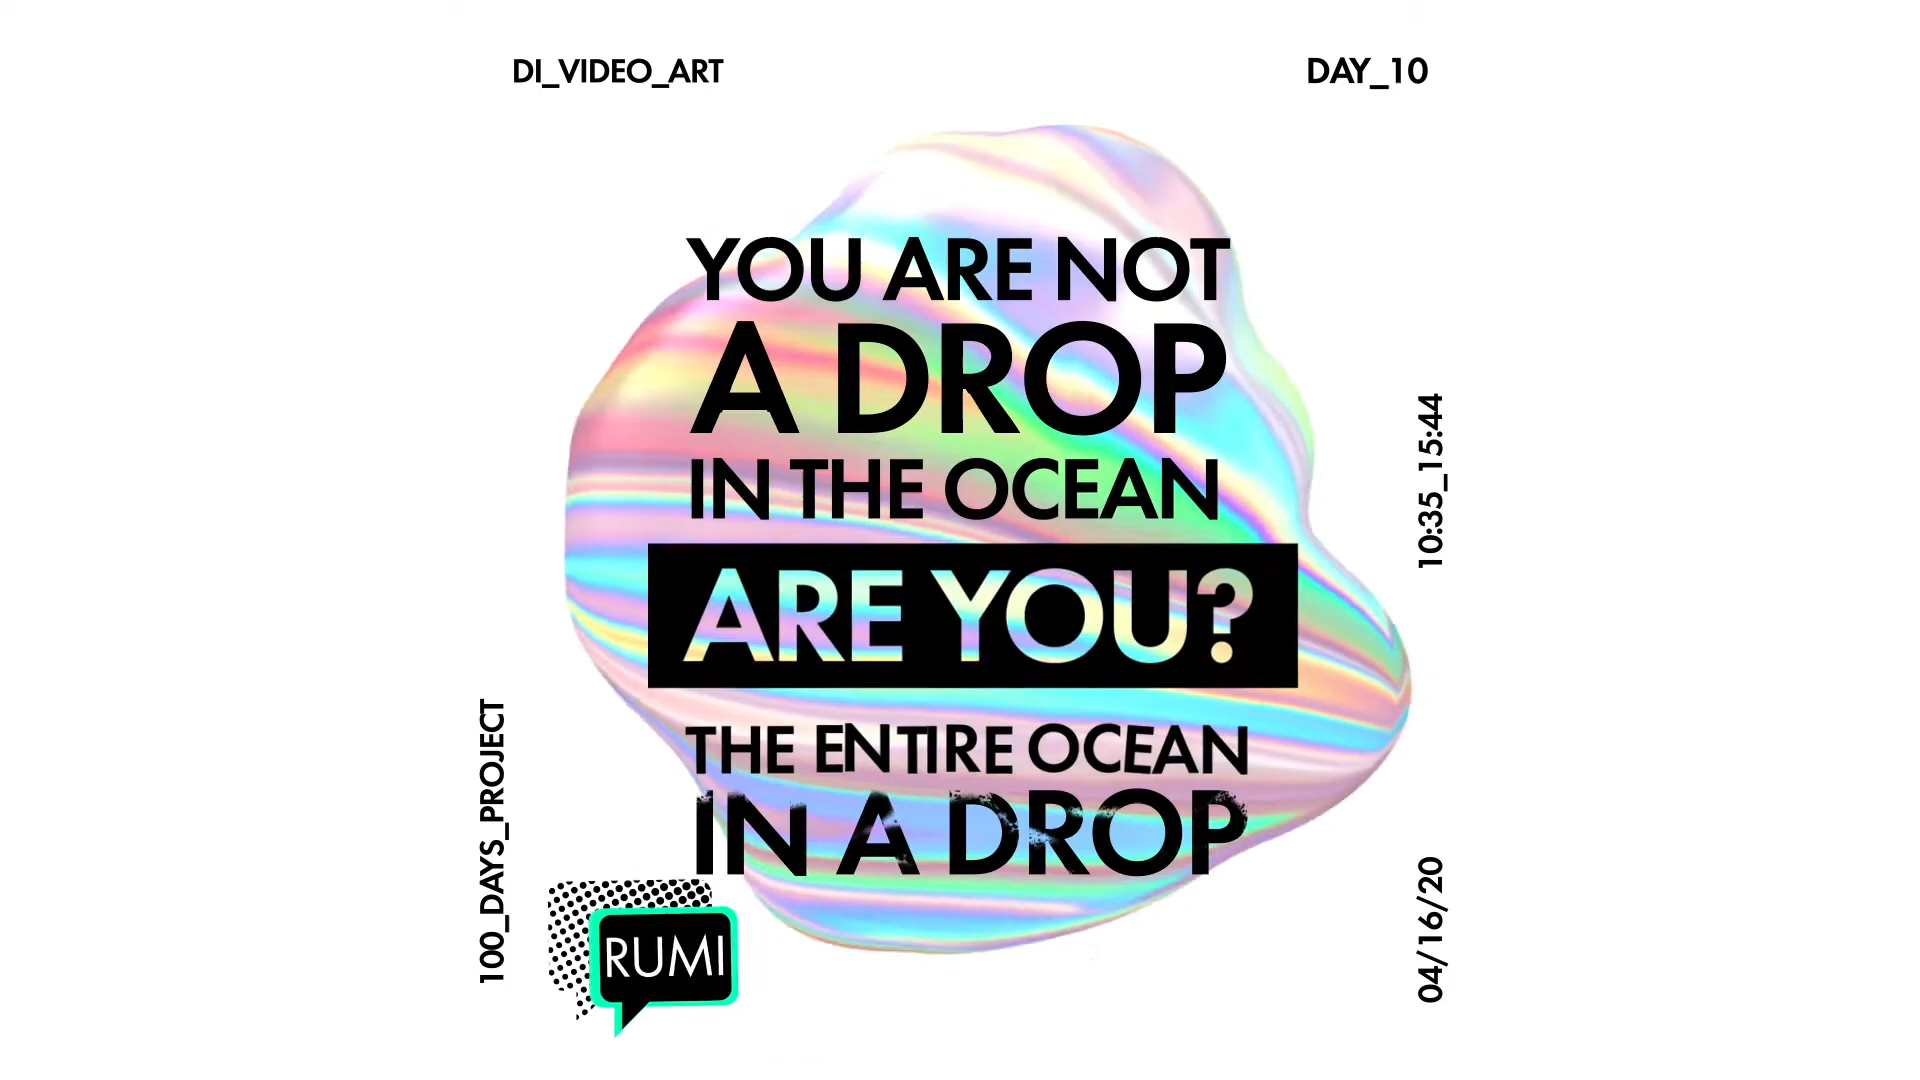 DI_VIDEO_ART
DAY_10
YOU ARE NOT
A DROP
IN THE OCEAN
ARE YOU?
THE ENTIRE OCEAN
IN A DROP
RUMI
100_DAYS_PROJECT
10:35_15:44
04/16/20